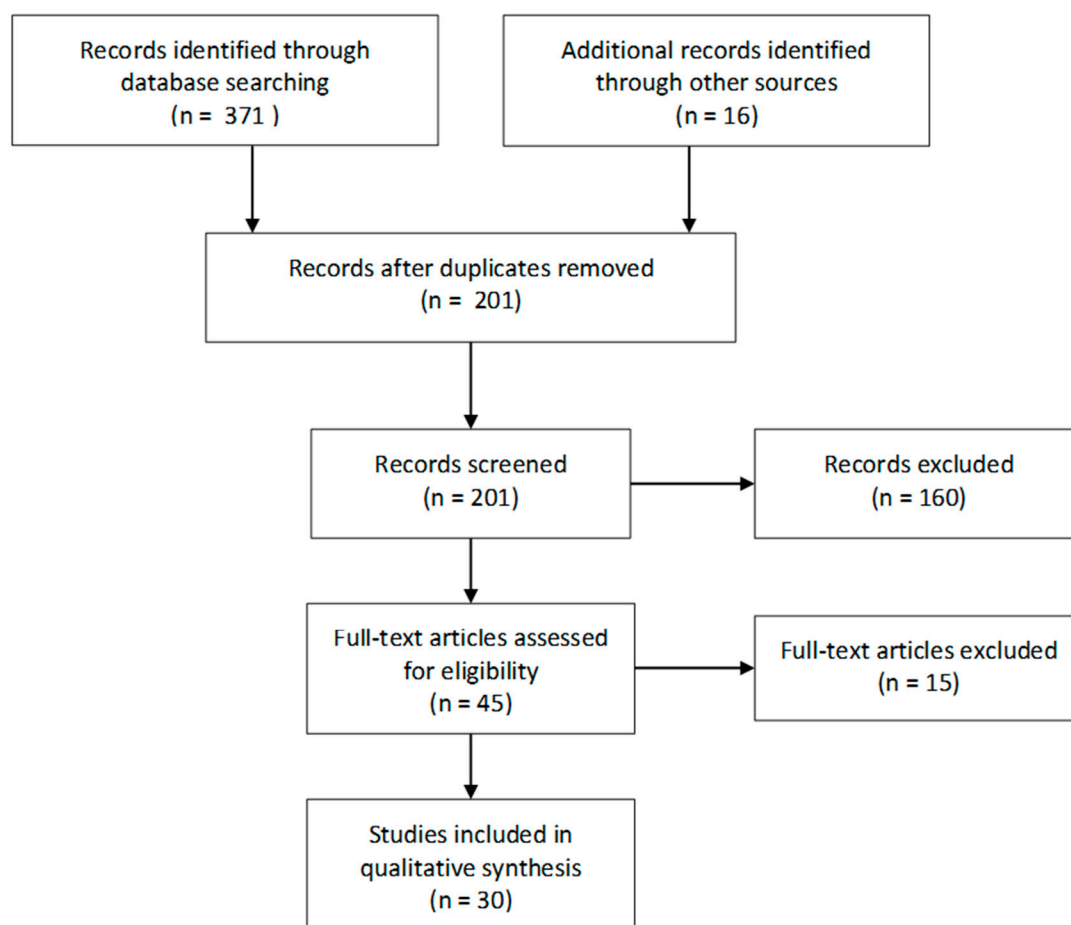 Records identified through
database searching
(n =  371 )
Additional records identified
through other sources
(n = 16)
Records after duplicates removed
(n =  201)
Records screened
(n = 201)
Records excluded
(n = 160)
Full-text articles assessed
for eligibility
(n = 45)
Full-text articles excluded
(n = 15)
Studies included in
qualitative synthesis
(n = 30)